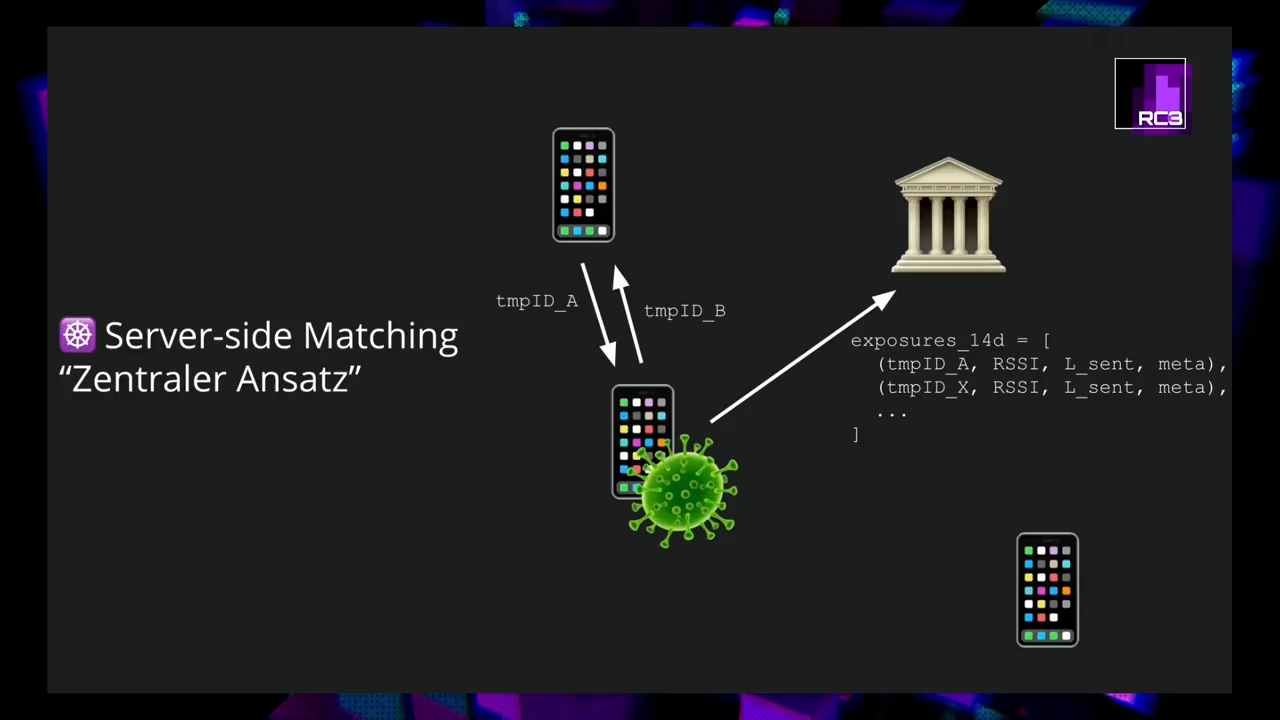 RC3
tmpID_A
tmpID_B
☸ Server-side Matching
“Zentraler Ansatz”
exposures_14d = [
(tmpID_A, RSSI, L_sent, meta),
(tmpID_X, RSSI, L_sent, meta),
...
]